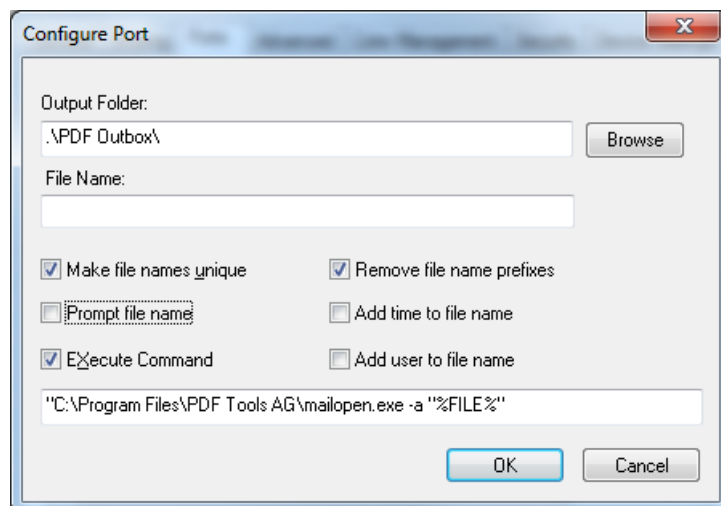 Configure Port
Output Folder:
.\PDF Outbox\
Browse
File Name:
Make file names unique
Remove file name prefixes
Prompt file name
Add time to file name
EXecute Command
Add user to file name
"C:\Program Files\PDF Tools AG\mailopen.exe -a "%FILE%"
OK
Cancel